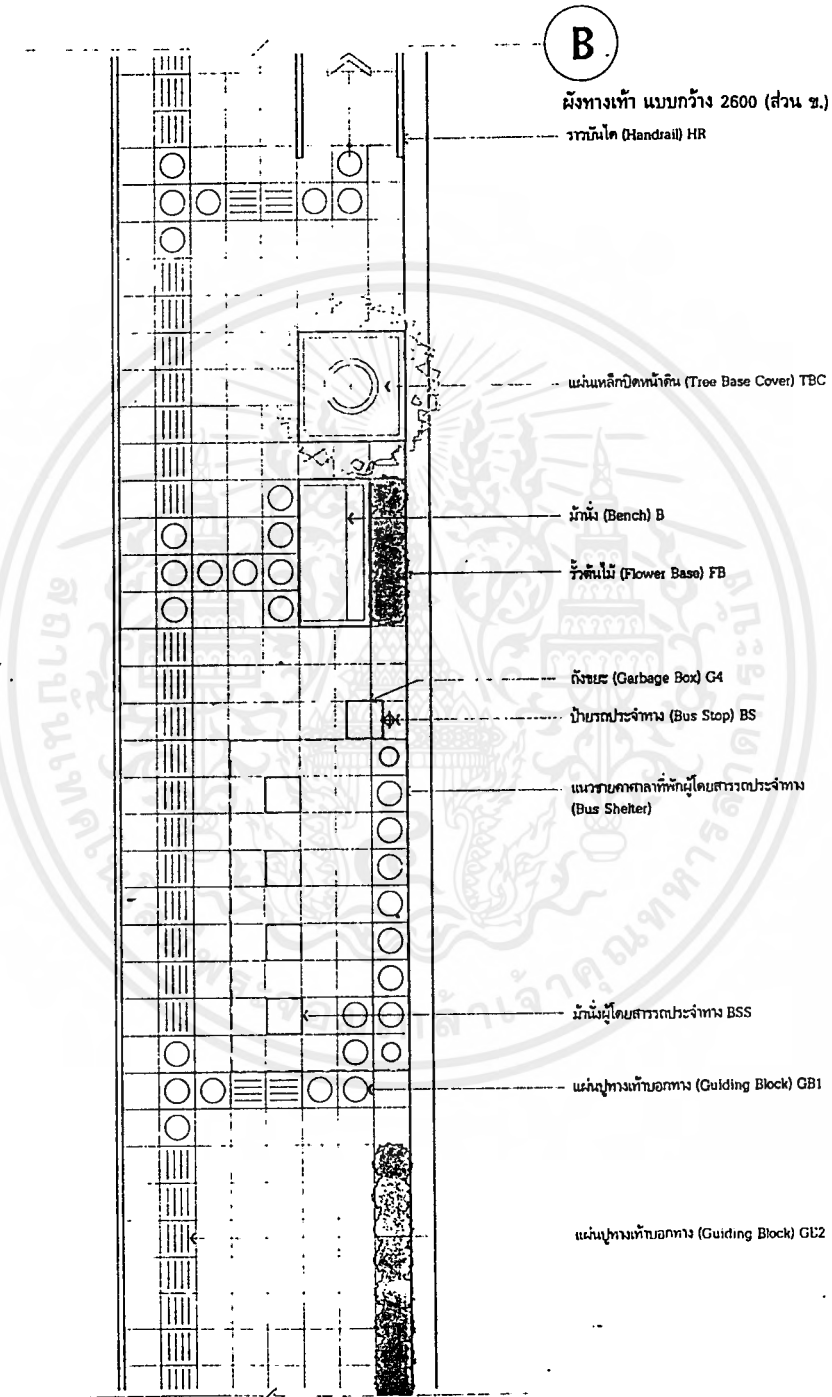 B
ผังทางเท้า แบบกว้าง 2600 (ส่วน ข.)
ราวบันได (Handrail) HR
แผ่นเหล็กปิดหน้าดิน (Tree Base Cover) TBC
ม้านั่ง (Bench) B
รั้วต้นไม้ (Flower Base) FB
ถังขยะ (Garbage Box) G4
ป้ายรถประจำทาง (Bus Stop) BS
แนวชายคาศาลาที่พักผู้โดยสารรถประจำทาง
(Bus Shelter)
ม้านั่งผู้โดยสารรถประจำทาง BSS
แผ่นปูทางเท้าบอกทาง (Guiding Block) GB1
แผ่นปูทางเท้าบอกทาง (Guiding Block) GB2